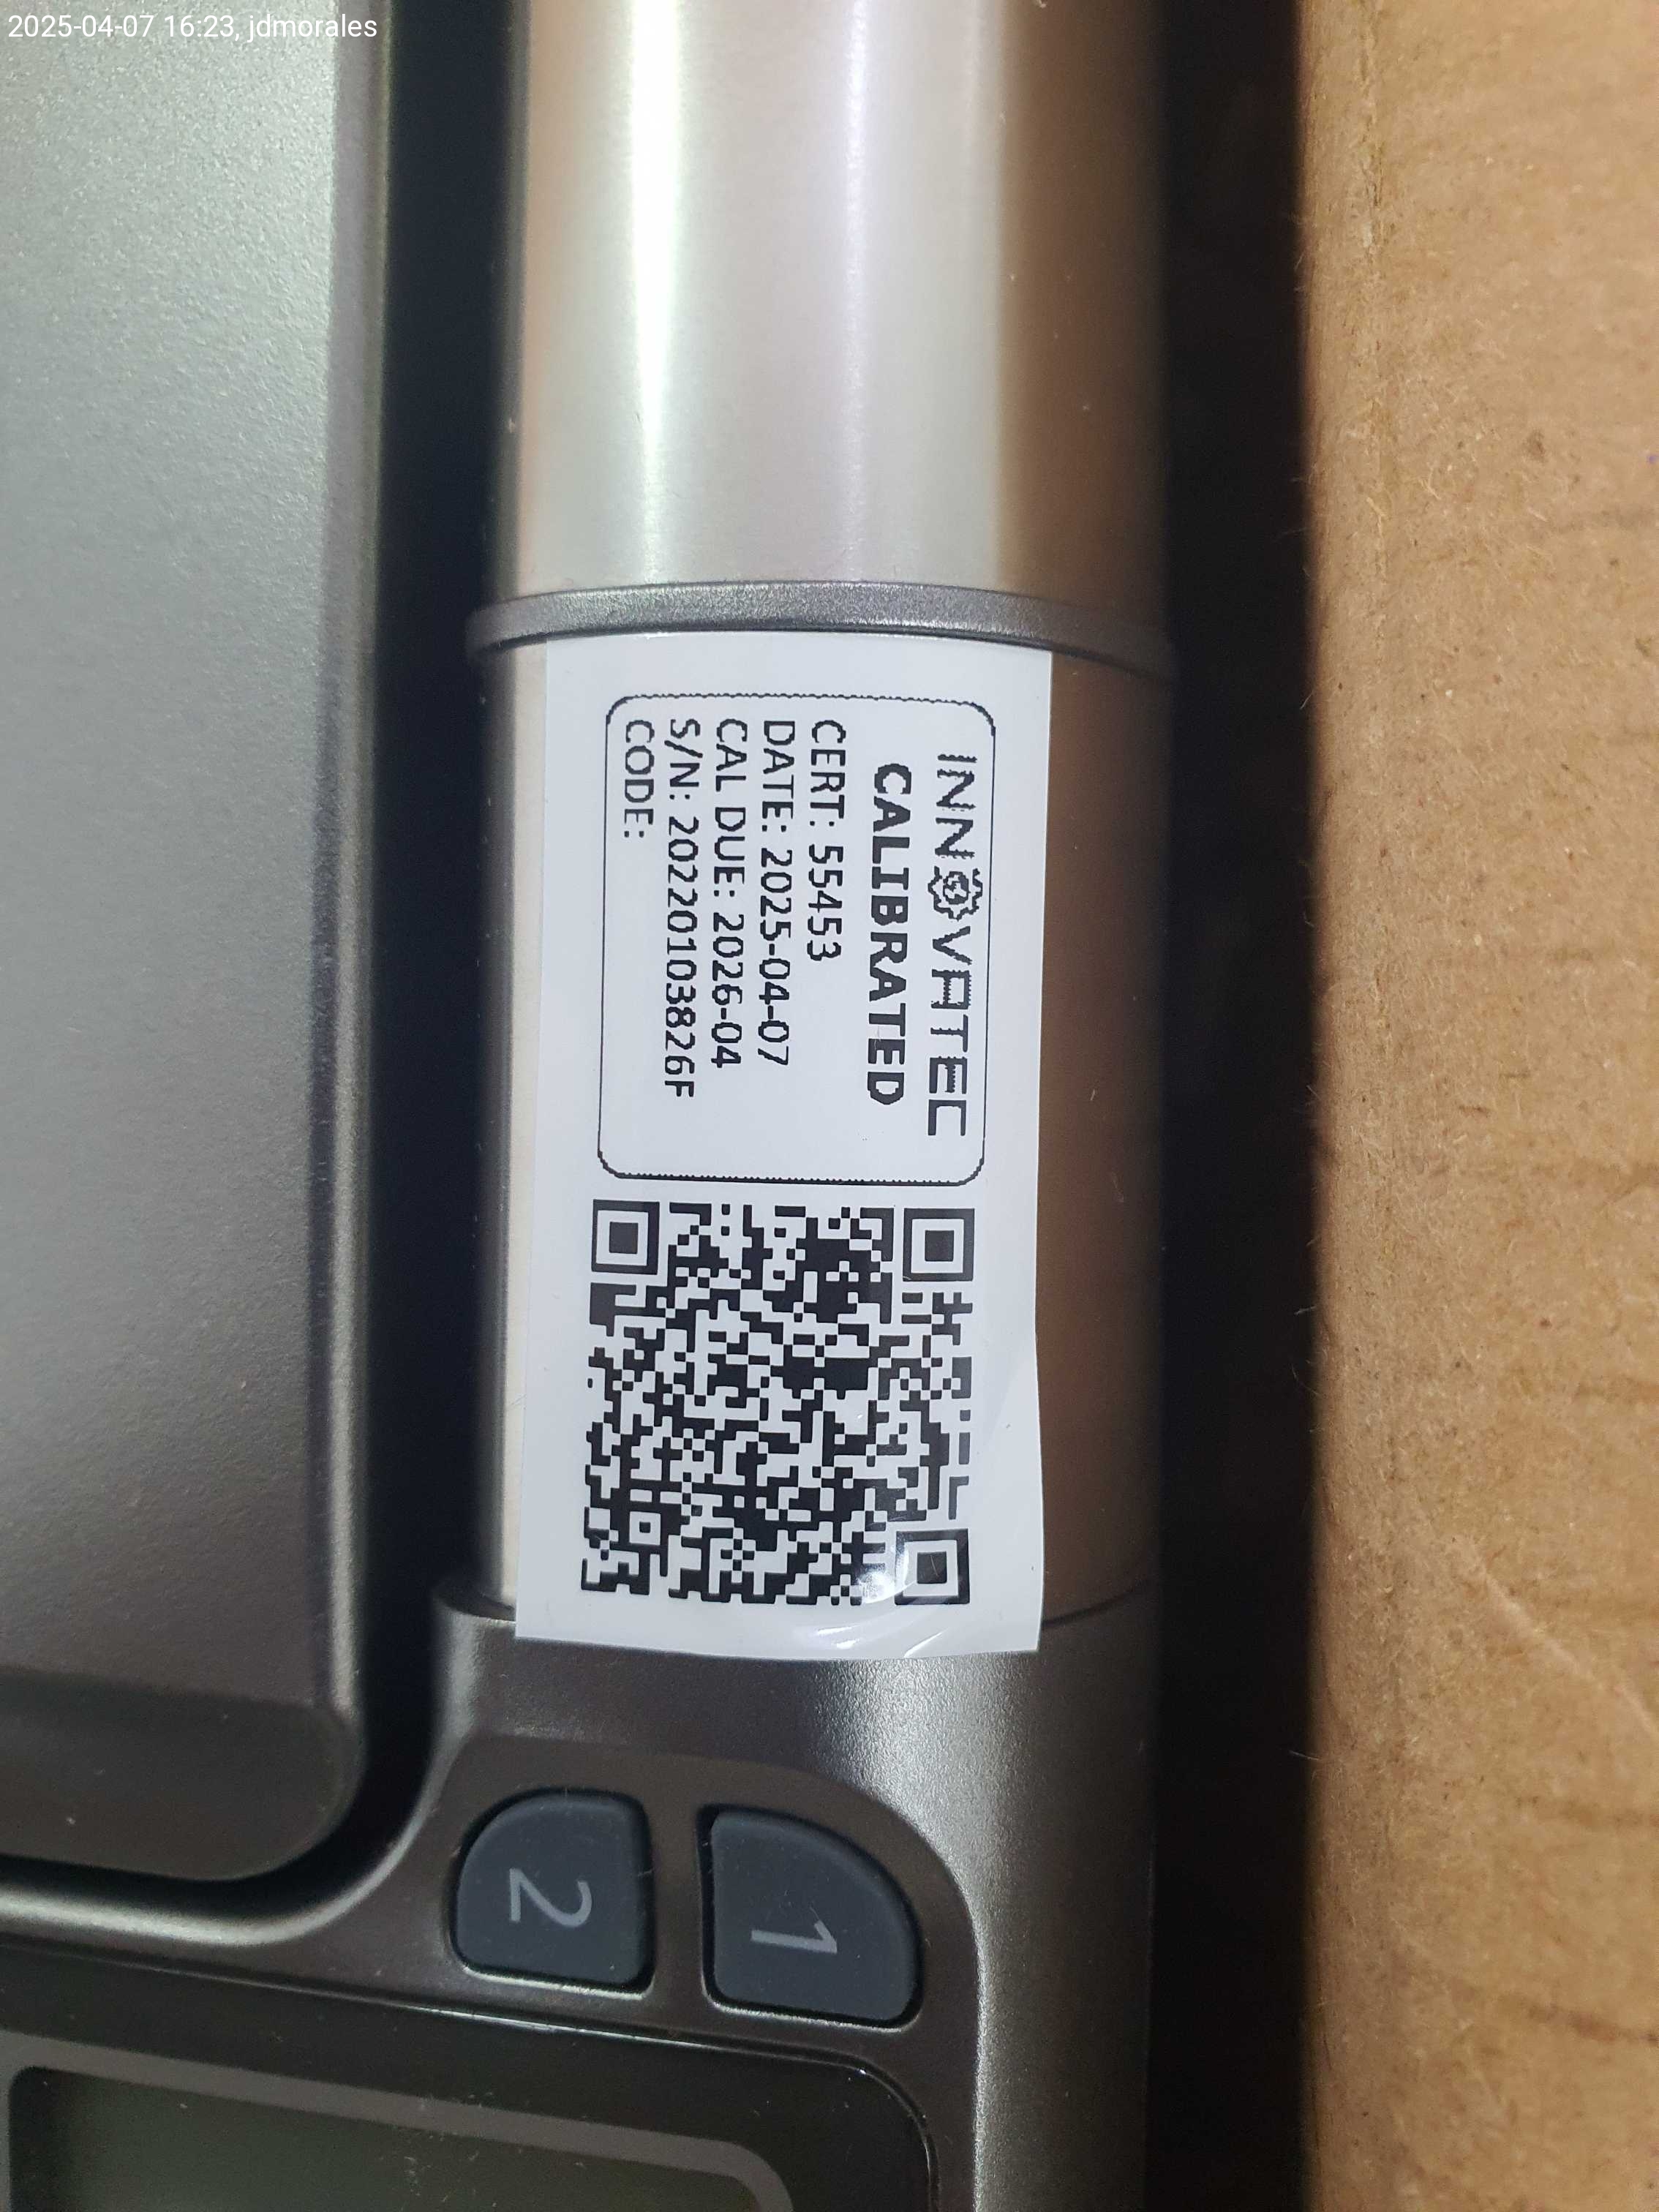 2025-04-07 16:23, jdmorales
INNOVATEC
CALIBRATED
CERT: 55453
DATE: 2025-04-07
CAL DUE: 2026-04
S/N: 20220103826F
CODE:
1
2